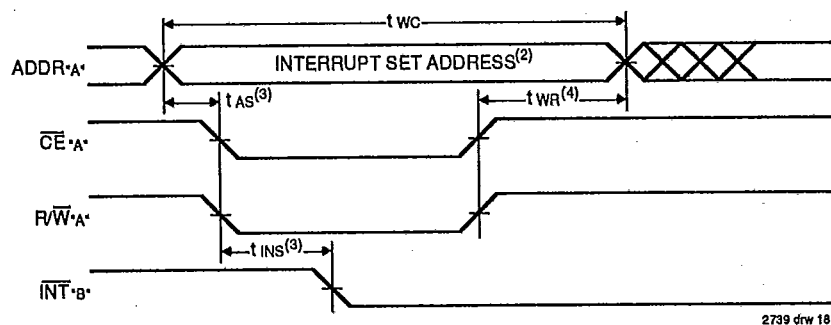 t WC
ADDR"A"
INTERRUPT SET ADDRESS(2)
t AS(3)
t WR(4)
CE"A"
R/W"A"
t INS(3)
INT"B"
2739 drw 18